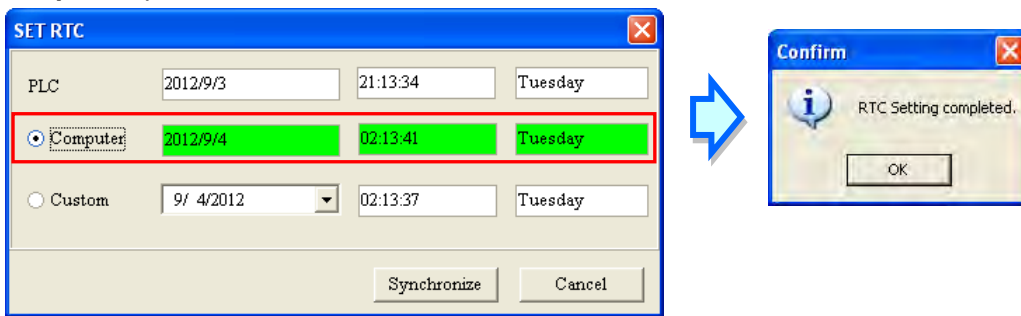 SET RTC
PLC 2012/9/3 21:13:34 Tuesday
Computer 2012/9/4 02:13:41 Tuesday
Custom 9/ 4/2012 02:13:37 Tuesday
Synchronize Cancel
Confirm
RTC Setting completed.
OK